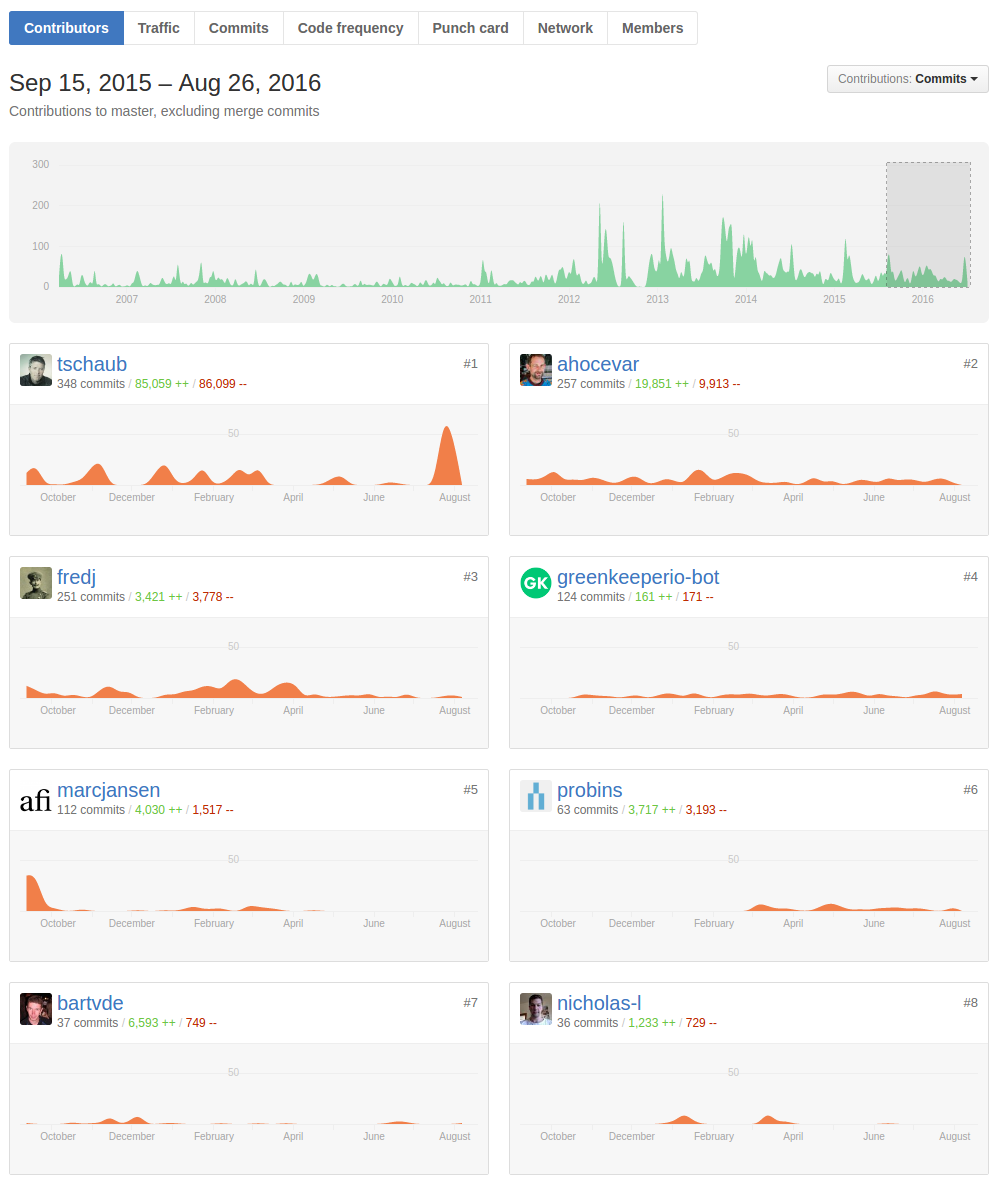 Contributors Traffic Commits Code frequency Punch card Network Members
Sep 15, 2015 – Aug 26, 2016
Contributions: Commits
Contributions to master, excluding merge commits
300
200
100
0
2007 2008 2009 2010 2011 2012 2013 2014 2015 2016
tschaub #1
348 commits / 85,059 ++ / 86,099 --
50
October December February April June August
ahocevar #2
257 commits / 19,851 ++ / 9,913 --
50
October December February April June August
fredj #3
251 commits / 3,421 ++ / 3,778 --
50
October December February April June August
GK
greenkeeperio-bot #4
124 commits / 161 ++ / 171 --
50
October December February April June August
afi
marcjansen #5
112 commits / 4,030 ++ / 1,517 --
50
October December February April June August
probins #6
63 commits / 3,717 ++ / 3,193 --
50
October December February April June August
bartvde #7
37 commits / 6,593 ++ / 749 --
50
October December February April June August
nicholas-l #8
36 commits / 1,233 ++ / 729 --
50
October December February April June August